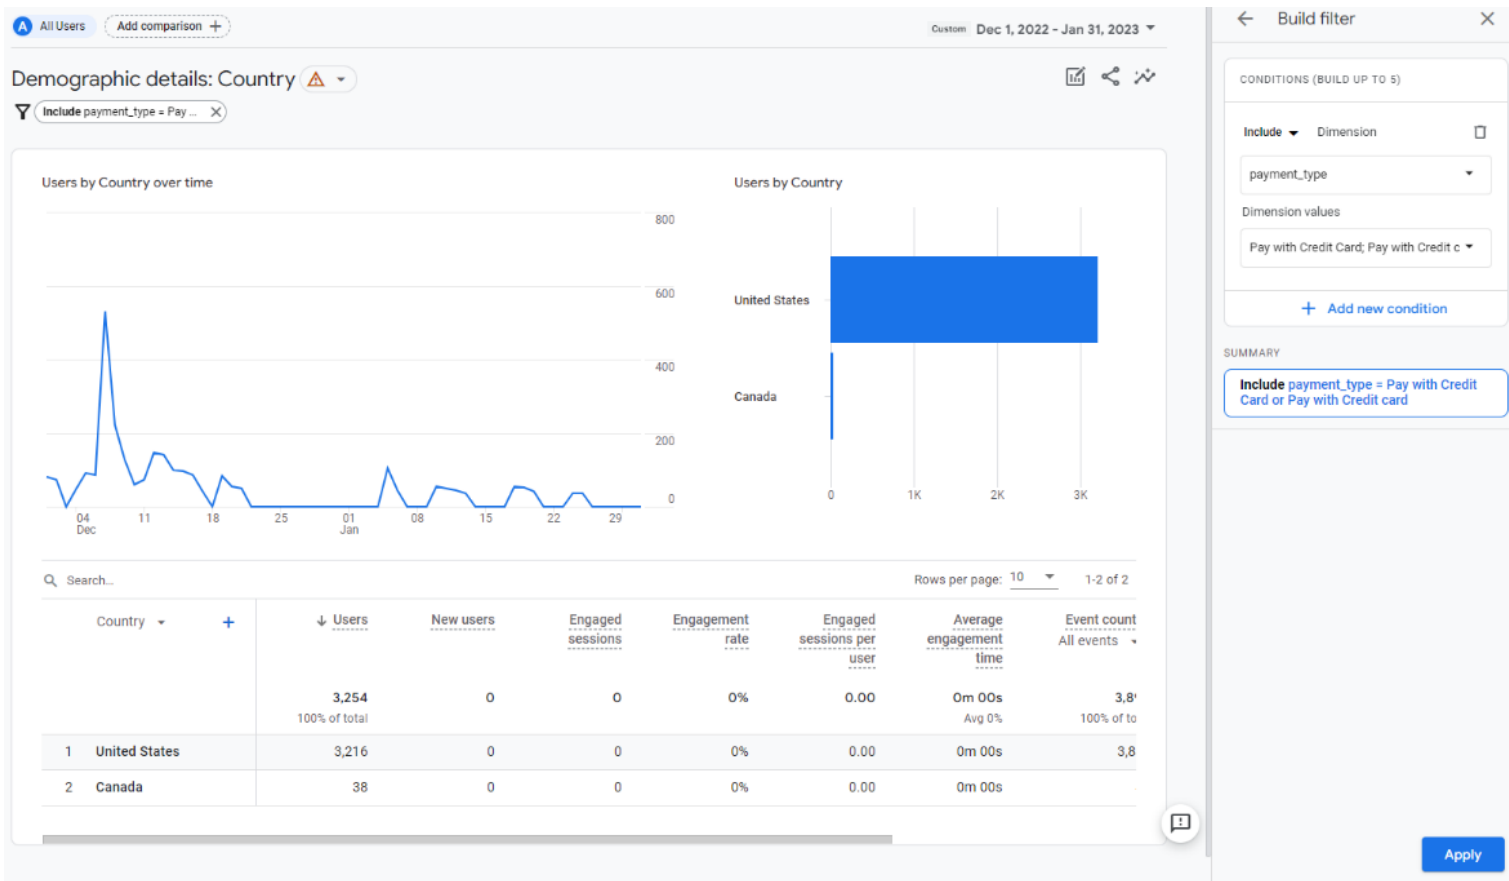 A All Users Add comparison +
Custom Dec 1, 2022 - Jan 31, 2023
Demographic details: Country
Include payment_type = Pay ...
Users by Country over time
800
600
400
200
0
04 11 18 25 01 08 15 22 29
Dec Jan
Users by Country
United States
Canada
0 1K 2K 3K
Search...
Rows per page: 10 1-2 of 2
Country + Users New users Engaged sessions Engagement rate Engaged sessions per user Average engagement time Event count
All events
3,254 0 0 0% 0.00 0m 00s 3,8
100% of total Avg 0% 100% of to
1 United States 3,216 0 0 0% 0.00 0m 00s 3,8
2 Canada 38 0 0 0% 0.00 0m 00s
Build filter
CONDITIONS (BUILD UP TO 5)
Include Dimension
payment_type
Dimension values
Pay with Credit Card; Pay with Credit c
+ Add new condition
SUMMARY
Include payment_type = Pay with Credit
Card or Pay with Credit card
Apply